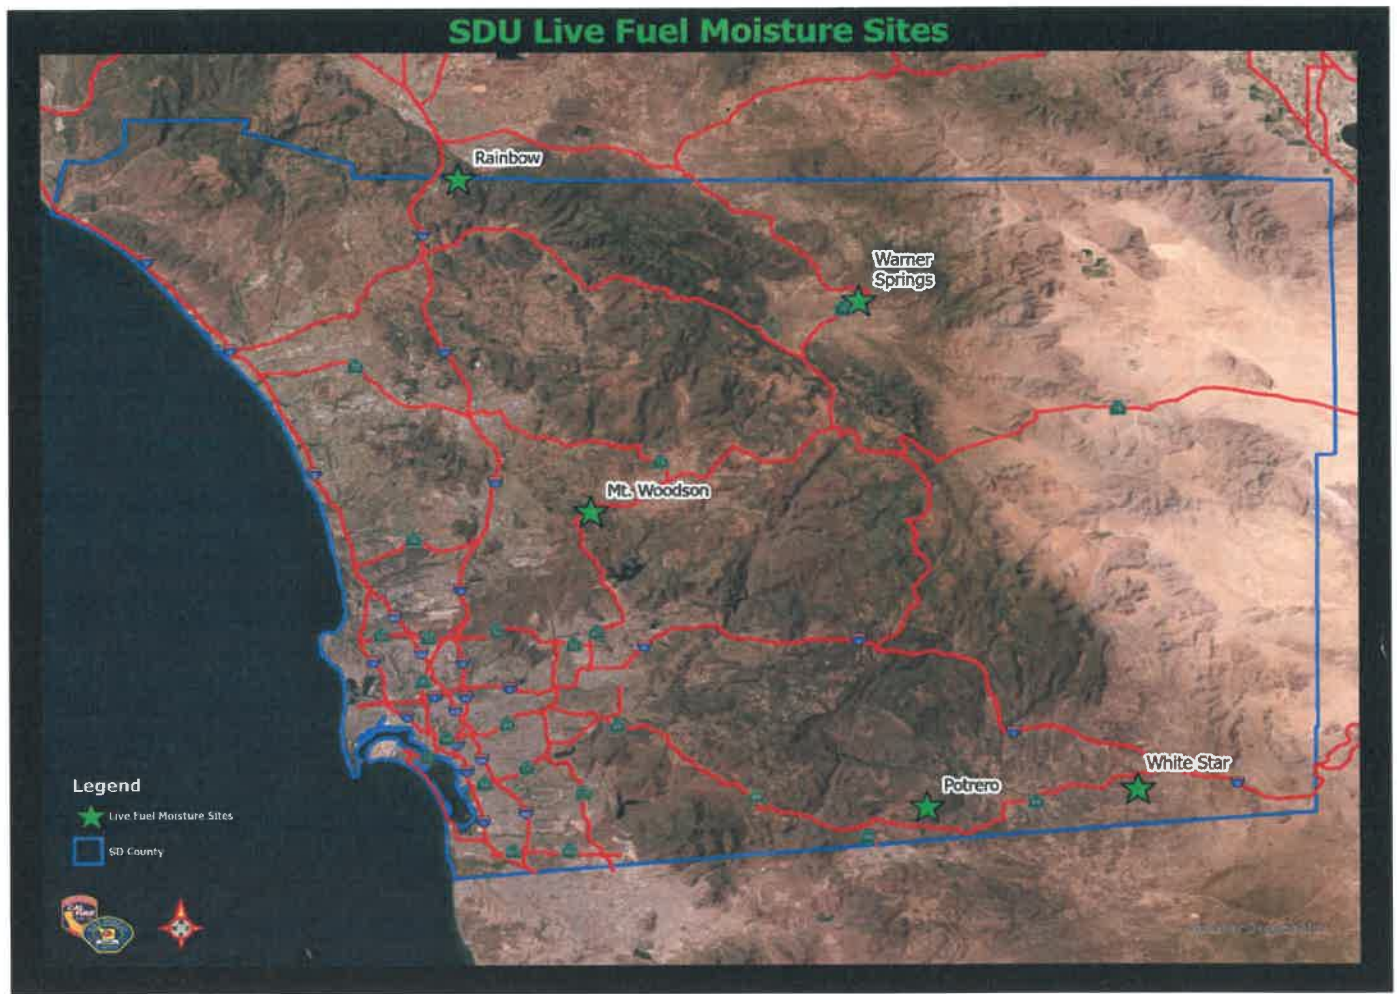 SDU Live Fuel Moisture Sites
Rainbow
Warner
Springs
Mt. Woodson
White Star
Potrero
Legend
Live Fuel Moisture Sites
SD County